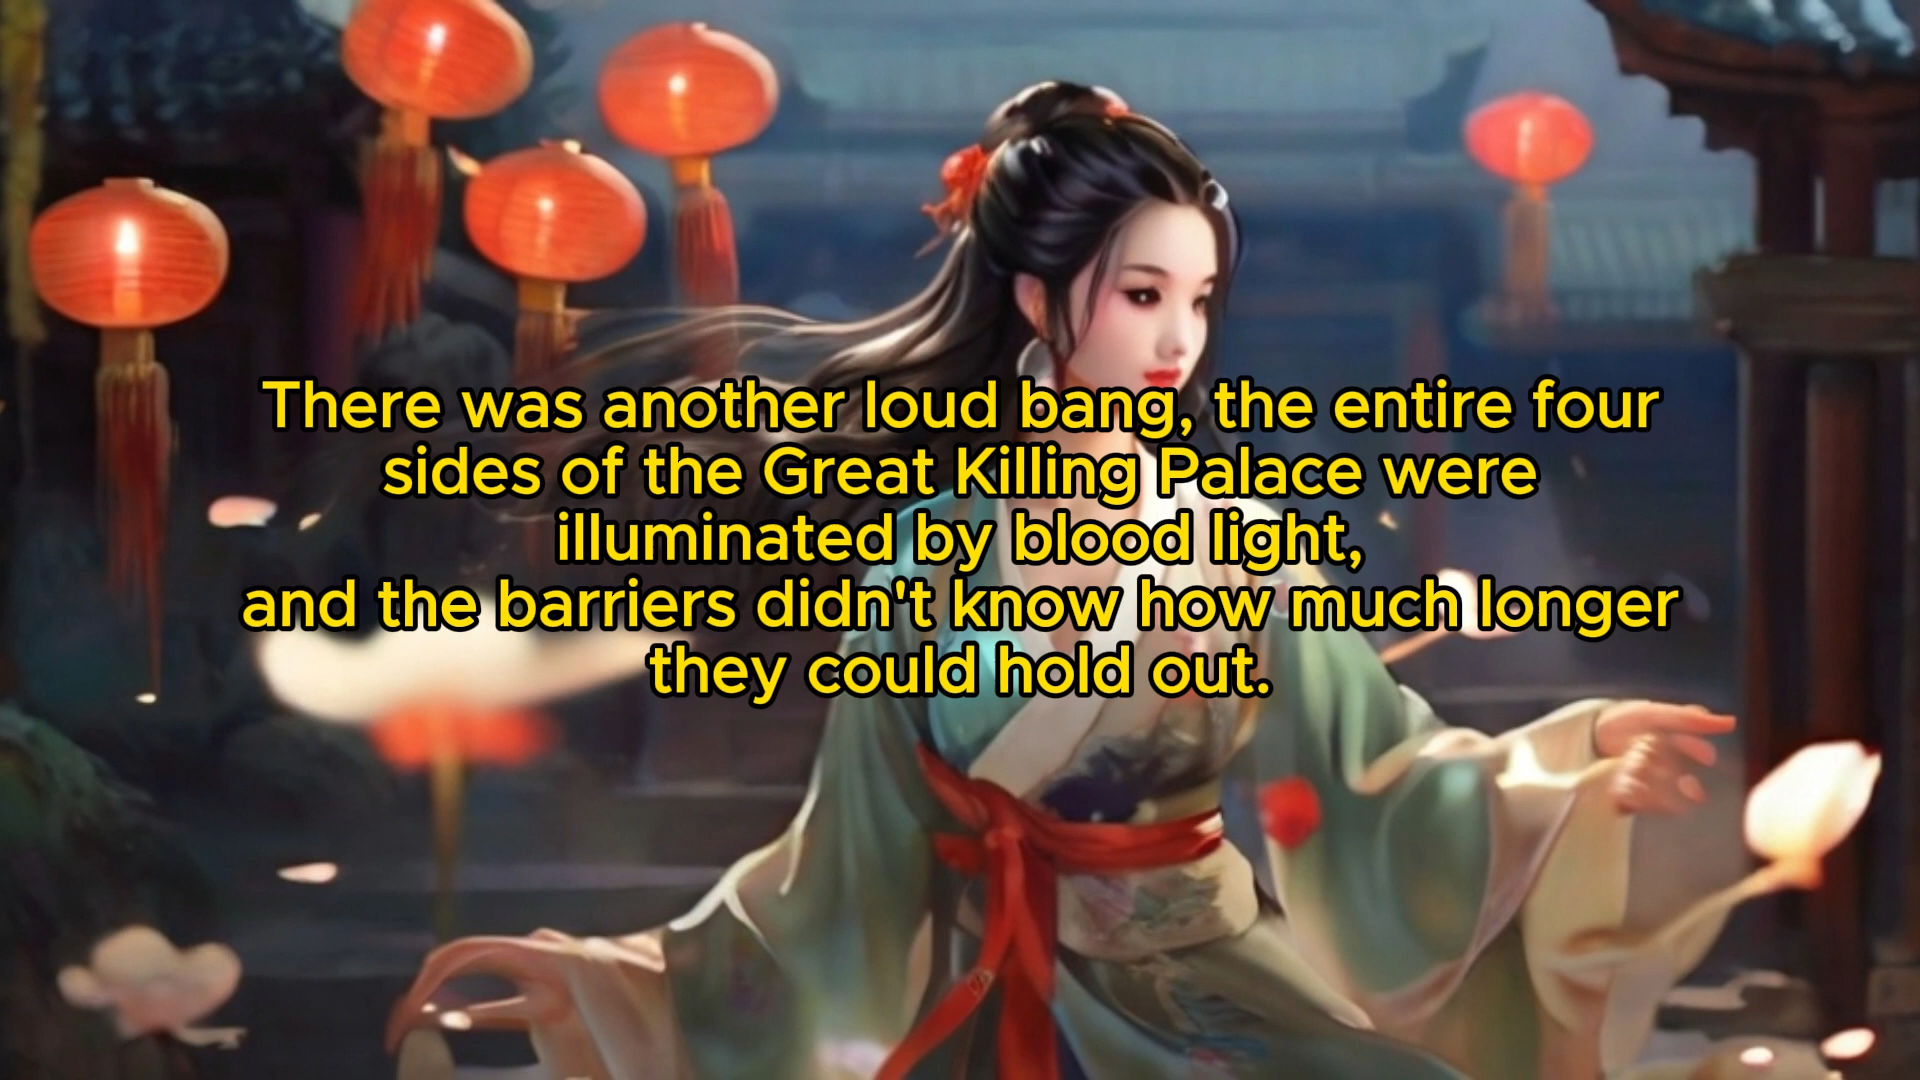 There was another loud bang, the entire four
sides of the Great Killing Palace were
illuminated by blood light,
and the barriers didn't know how much longer
they could hold out.